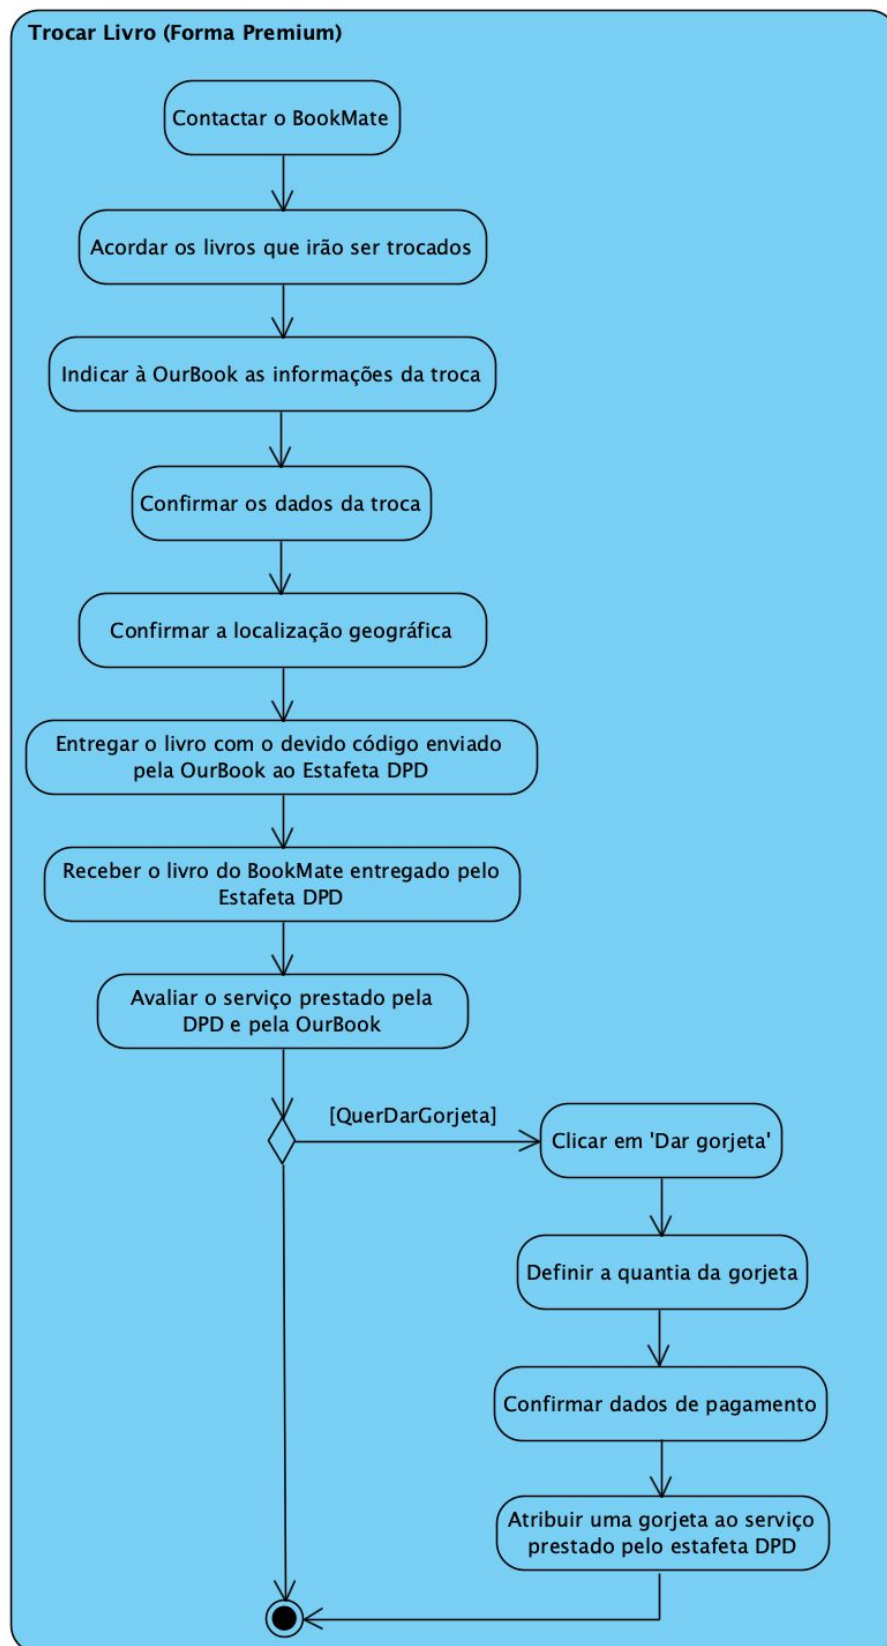 Trocar Livro (Forma Premium)
Contactar o BookMate
Acordar os livros que irão ser trocados
Indicar à OurBook as informações da troca
Confirmar os dados da troca
Confirmar a localização geográfica
Entregar o livro com o devido código enviado
pela OurBook ao Estafeta DPD
Receber o livro do BookMate entregado pelo
Estafeta DPD
Avaliar o serviço prestado pela
DPD e pela OurBook
[QuerDarGorjeta]
Clicar em 'Dar gorjeta'
Definir a quantia da gorjeta
Confirmar dados de pagamento
Atribuir uma gorjeta ao serviço
prestado pelo estafeta DPD